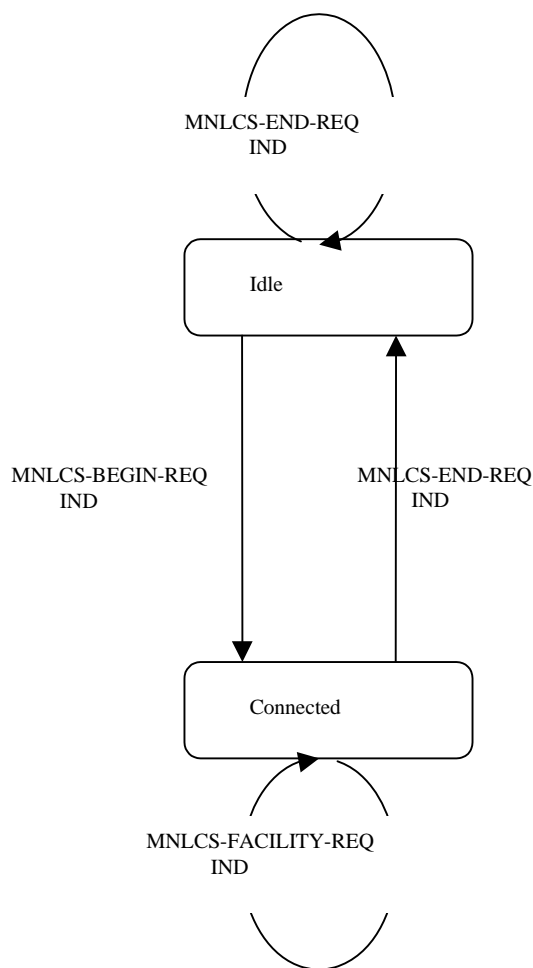 MNLCS-END-REQ
IND
Idle
MNLCS-BEGIN-REQ
IND
MNLCS-END-REQ
IND
Connected
MNLCS-FACILITY-REQ
IND